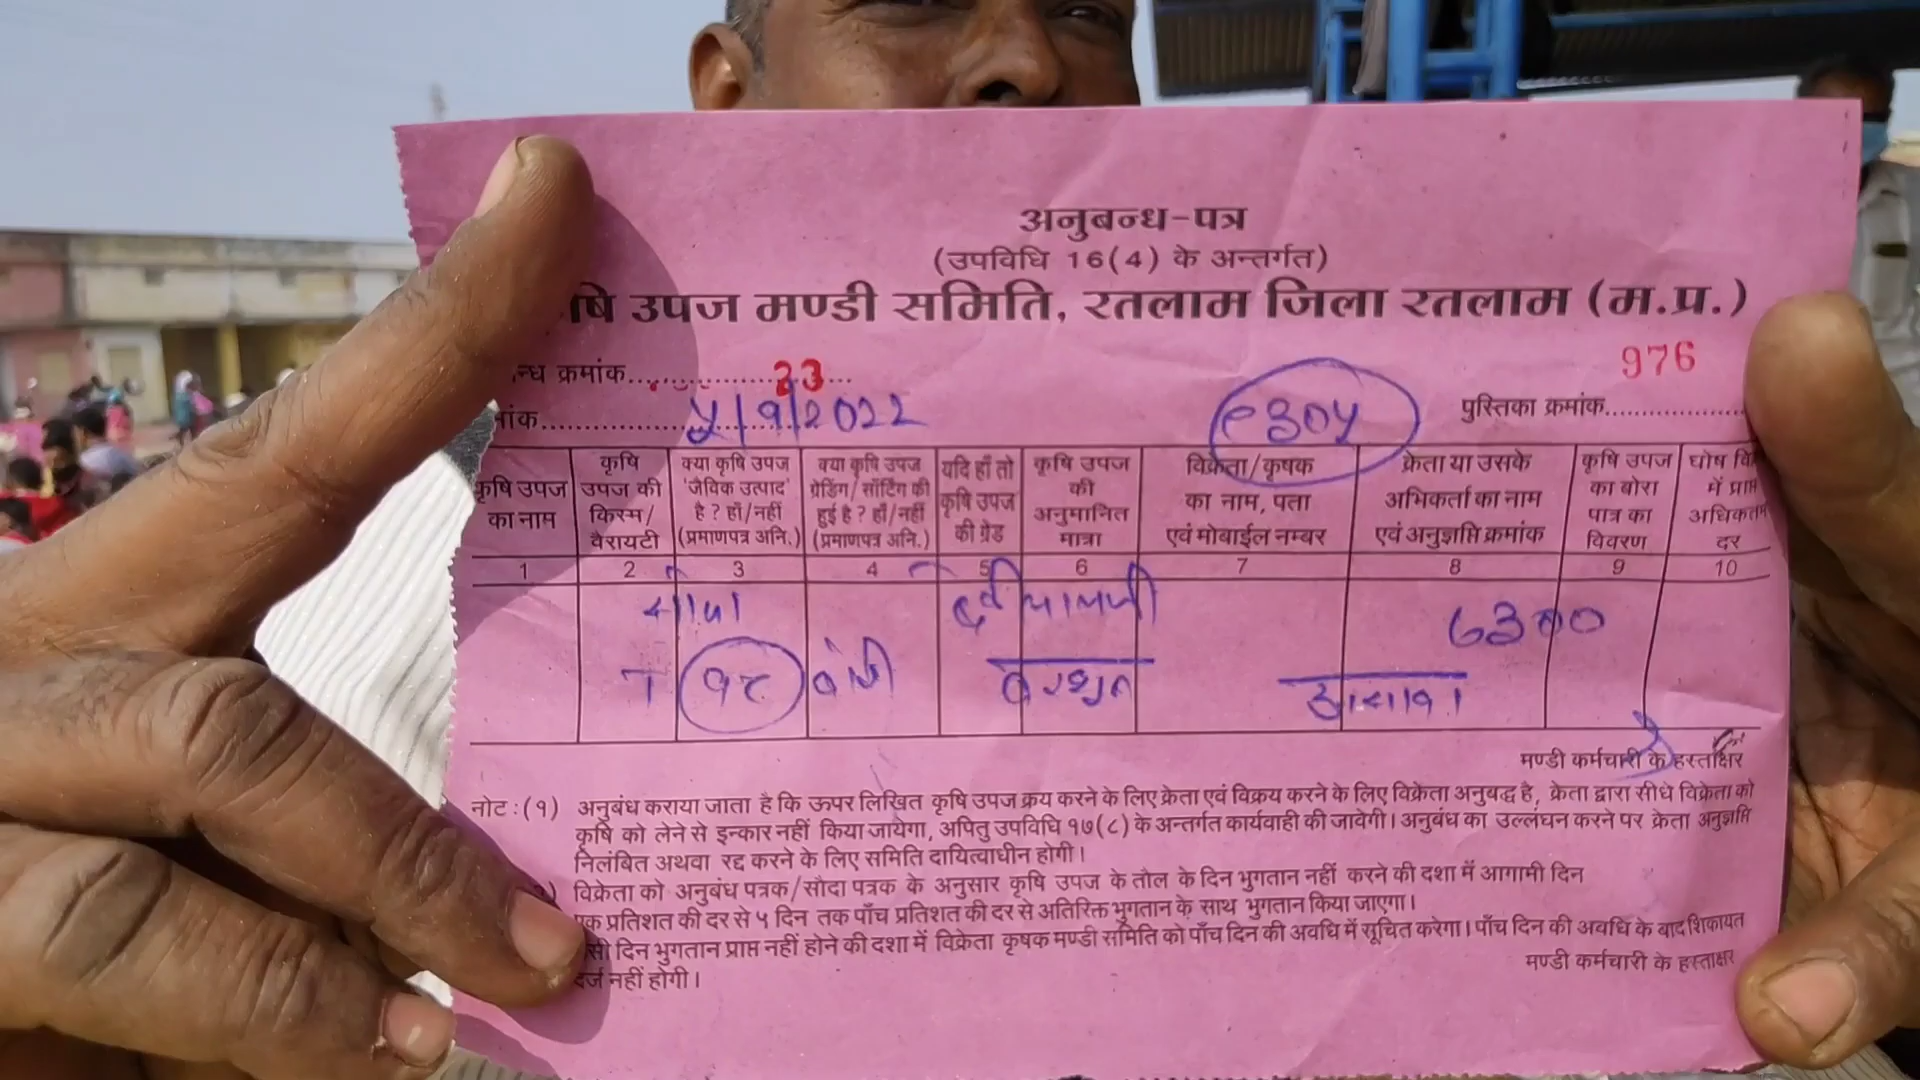 अनुबन्ध-पत्र
(उपविधि 16(4) के अन्तर्गत)
षि उपज मण्डी समिति, रतलाम जिला रतलाम (म.प्र.)
न्ध क्रमांक.................. 23
976
पुस्तिका क्रमांक....................
ांक.................... 5/9/2022
कृषि उपज का नाम
कृषि उपज की किस्म/ वैरायटी
क्या कृषि उपज 'जैविक उत्पाद' है ? हाँ/नहीं (प्रमाणपत्र अनि.)
क्या कृषि उपज ग्रेडिंग/सॉर्टिंग की हुई है ? हाँ/नहीं (प्रमाणपत्र अनि.)
यदि हाँ तो कृषि उपज की ग्रेड
कृषि उपज की अनुमानित मात्रा
विक्रेता/कृषक का नाम, पता एवं मोबाईल नम्बर
क्रेता या उसके अभिकर्ता का नाम एवं अनुज्ञप्ति क्रमांक
कृषि उपज का बोरा पात्र का विवरण
घोष वि में प्राप्त अधिकतम दर
1 2 3 4 5 6 7 8 9 10
सोया 6300
१८
मण्डी कर्मचारी के हस्ताक्षर
नोट : (१) अनुबंध कराया जाता है कि ऊपर लिखित कृषि उपज क्रय करने के लिए क्रेता एवं विक्रय करने के लिए विक्रेता अनुबद्ध है, क्रेता द्वारा सीधे विक्रेता को
कृषि को लेने से इन्कार नहीं किया जायेगा, अपितु उपविधि १७(८) के अन्तर्गत कार्यवाही की जावेगी। अनुबंध का उल्लंघन करने पर क्रेता अनुज्ञप्ति
निलंबित अथवा रद्द करने के लिए समिति दायित्वाधीन होगी।
विक्रेता को अनुबंध पत्रक/सौदा पत्रक के अनुसार कृषि उपज के तौल के दिन भुगतान नहीं करने की दशा में आगामी दिन
एक प्रतिशत की दर से ५ दिन तक पाँच प्रतिशत की दर से अतिरिक्त भुगतान के साथ भुगतान किया जाएगा।
सी दिन भुगतान प्राप्त नहीं होने की दशा में विक्रेता कृषक मण्डी समिति को पाँच दिन की अवधि में सूचित करेगा। पाँच दिन की अवधि के बाद शिकायत
दर्ज नहीं होगी।
मण्डी कर्मचारी के हस्ताक्षर